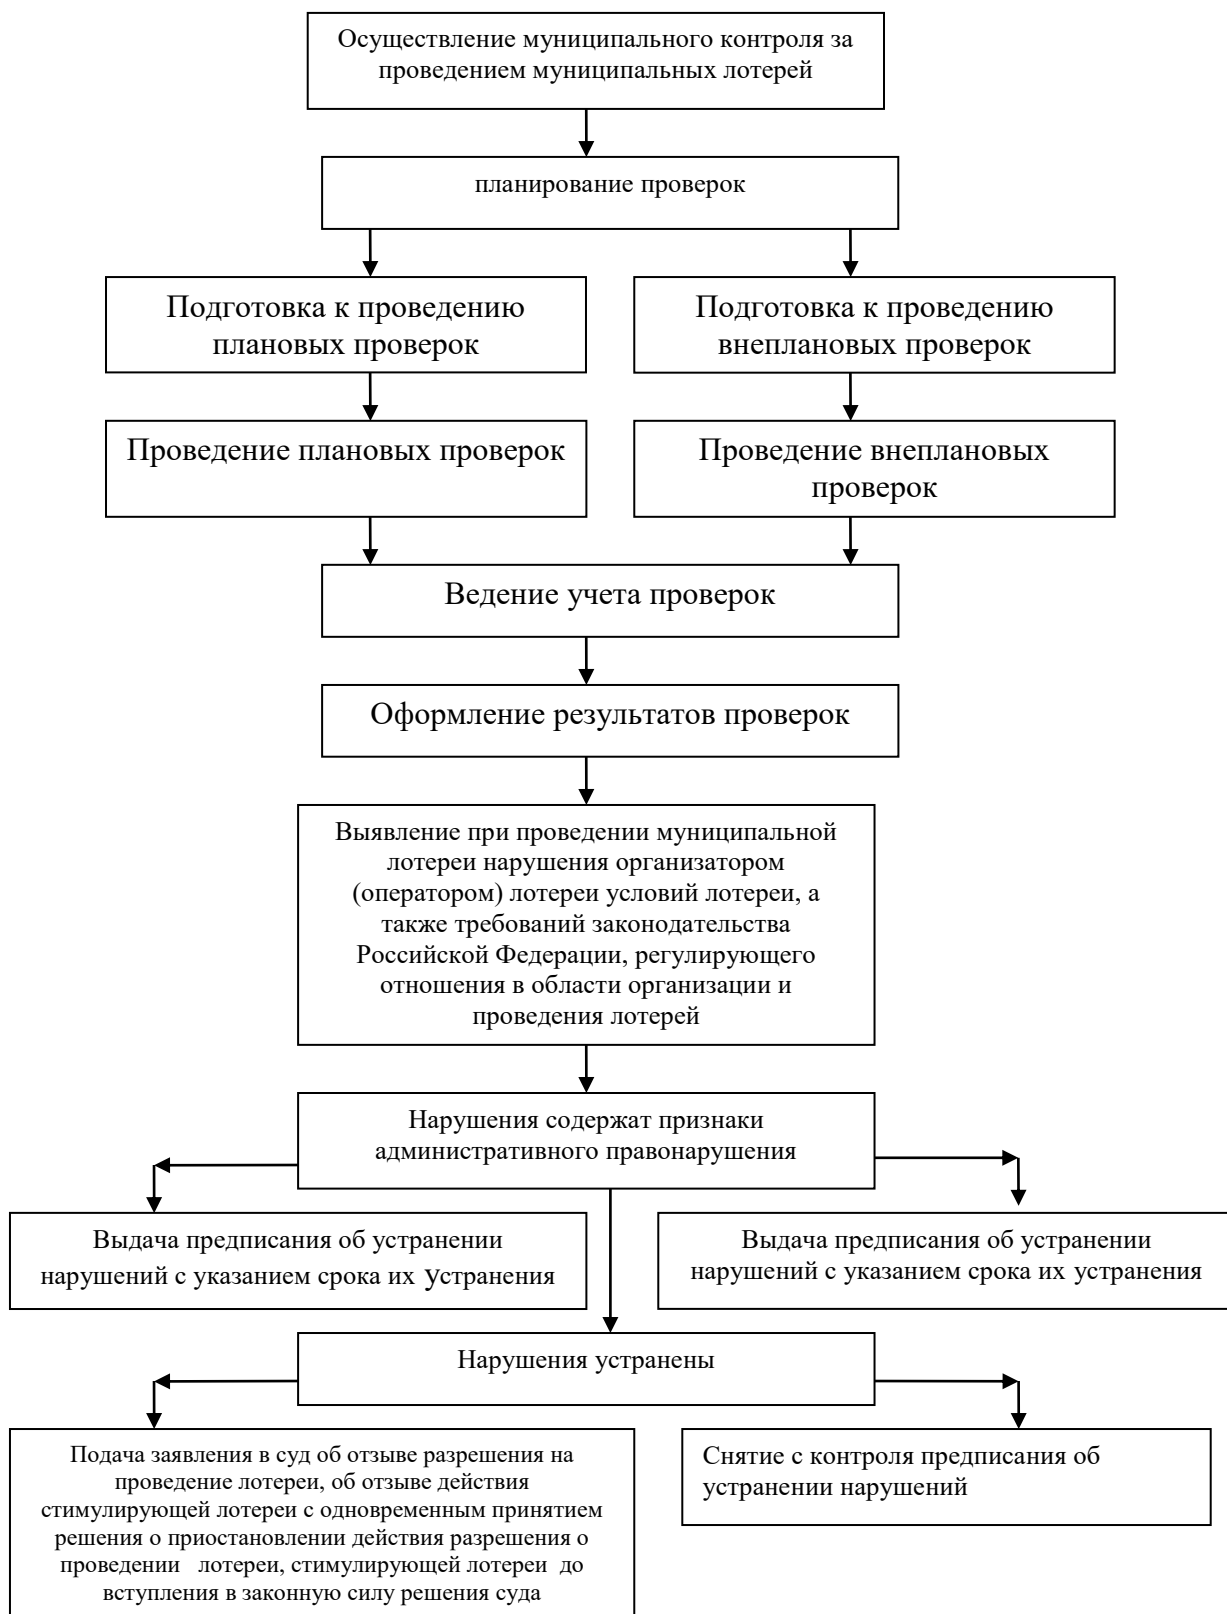 Осуществление муниципального контроля за
проведением муниципальных лотерей
планирование проверок
Подготовка к проведению
плановых проверок
Подготовка к проведению
внеплановых проверок
Проведение плановых проверок
Проведение внеплановых
проверок
Ведение учета проверок
Оформление результатов проверок
Выявление при проведении муниципальной
лотереи нарушения организатором
(оператором) лотереи условий лотереи, а
также требований законодательства
Российской Федерации, регулирующего
отношения в области организации и
проведения лотерей
Нарушения содержат признаки
административного правонарушения
Выдача предписания об устранении
нарушений с указанием срока их устранения
Выдача предписания об устранении
нарушений с указанием срока их устранения
Нарушения устранены
Подача заявления в суд об отзыве разрешения на
проведение лотереи, об отзыве действия
стимулирующей лотереи с одновременным принятием
решения о приостановлении действия разрешения о
проведении лотереи, стимулирующей лотереи до
вступления в законную силу решения суда
Снятие с контроля предписания об
устранении нарушений